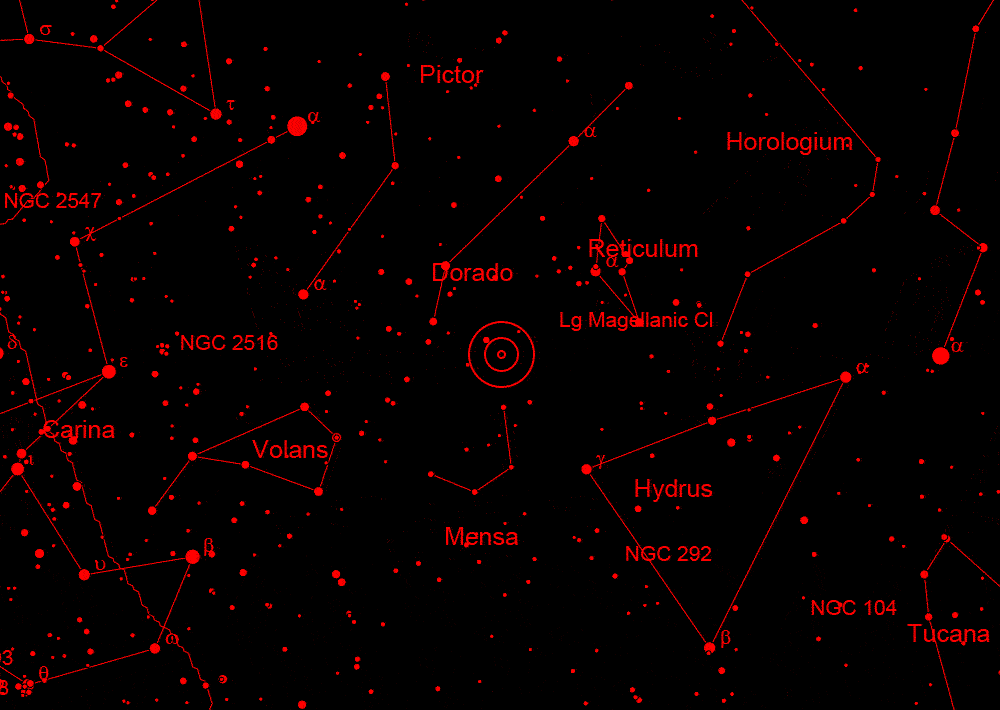 σ
Pictor
τ
α
α
Horologium
NGC 2547
χ
Reticulum
α
Dorado
α
Lg Magellanic Cl
δ
NGC 2516
α
ε
α
Carina
Volans
ι
γ
Hydrus
Mensa
β
NGC 292
υ
NGC 104
ω
β
Tucana
θ